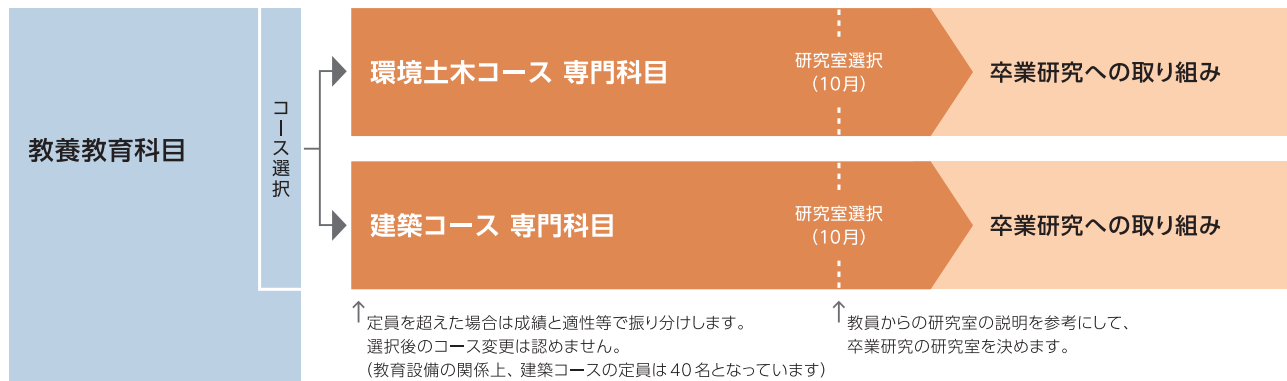 教養教育科目
コース選択
環境土木コース 専門科目
研究室選択
(10月)
卒業研究への取り組み
建築コース 専門科目
研究室選択
(10月)
卒業研究への取り組み
定員を超えた場合は成績と適性等で振り分けします。
選択後のコース変更は認めません。
(教育設備の関係上、建築コースの定員は40名となっています)
教員からの研究室の説明を参考にして、
卒業研究の研究室を決めます。